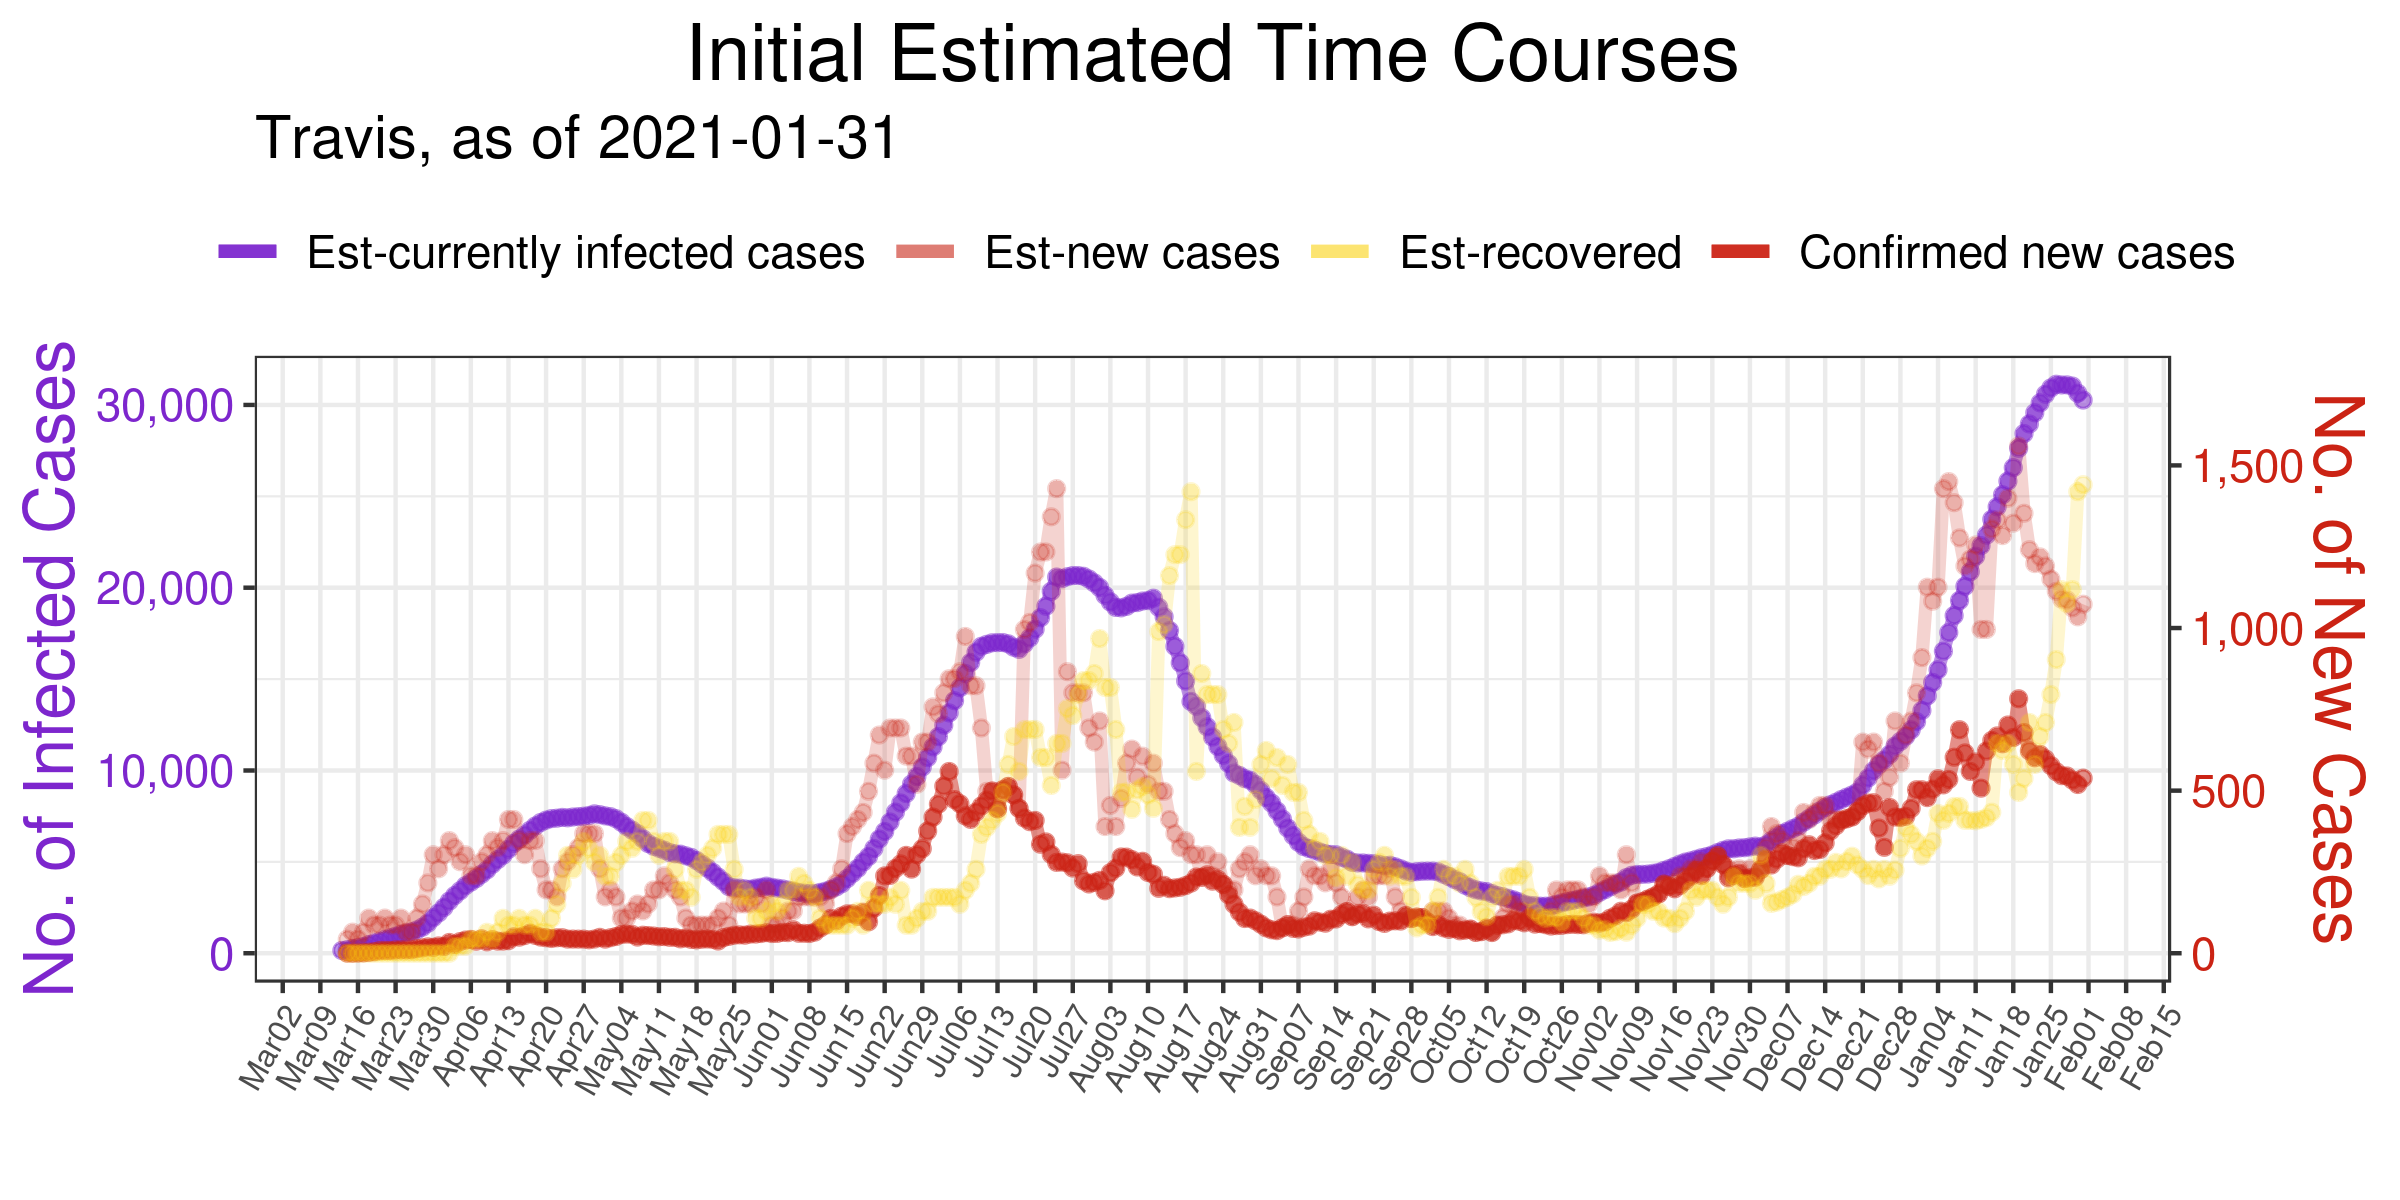 Initial Estimated Time Courses
Travis, as of 2021-01-31
Est-currently infected cases Est-new cases Est-recovered Confirmed new cases
No. of Infected Cases
30,000
20,000
10,000
0
No. of New Cases
1,500
1,000
500
0
Mar02 Mar09 Mar16 Mar23 Mar30 Apr06 Apr13 Apr20 Apr27 May04 May11 May18 May25 Jun01 Jun08 Jun15 Jun22 Jun29 Jul06 Jul13 Jul20 Jul27 Aug03 Aug10 Aug17 Aug24 Aug31 Sep07 Sep14 Sep21 Sep28 Oct05 Oct12 Oct19 Oct26 Nov02 Nov09 Nov16 Nov23 Nov30 Dec07 Dec14 Dec21 Dec28 Dec04 Jan11 Jan18 Jan18 Jan25 Feb01 Feb08 Feb15